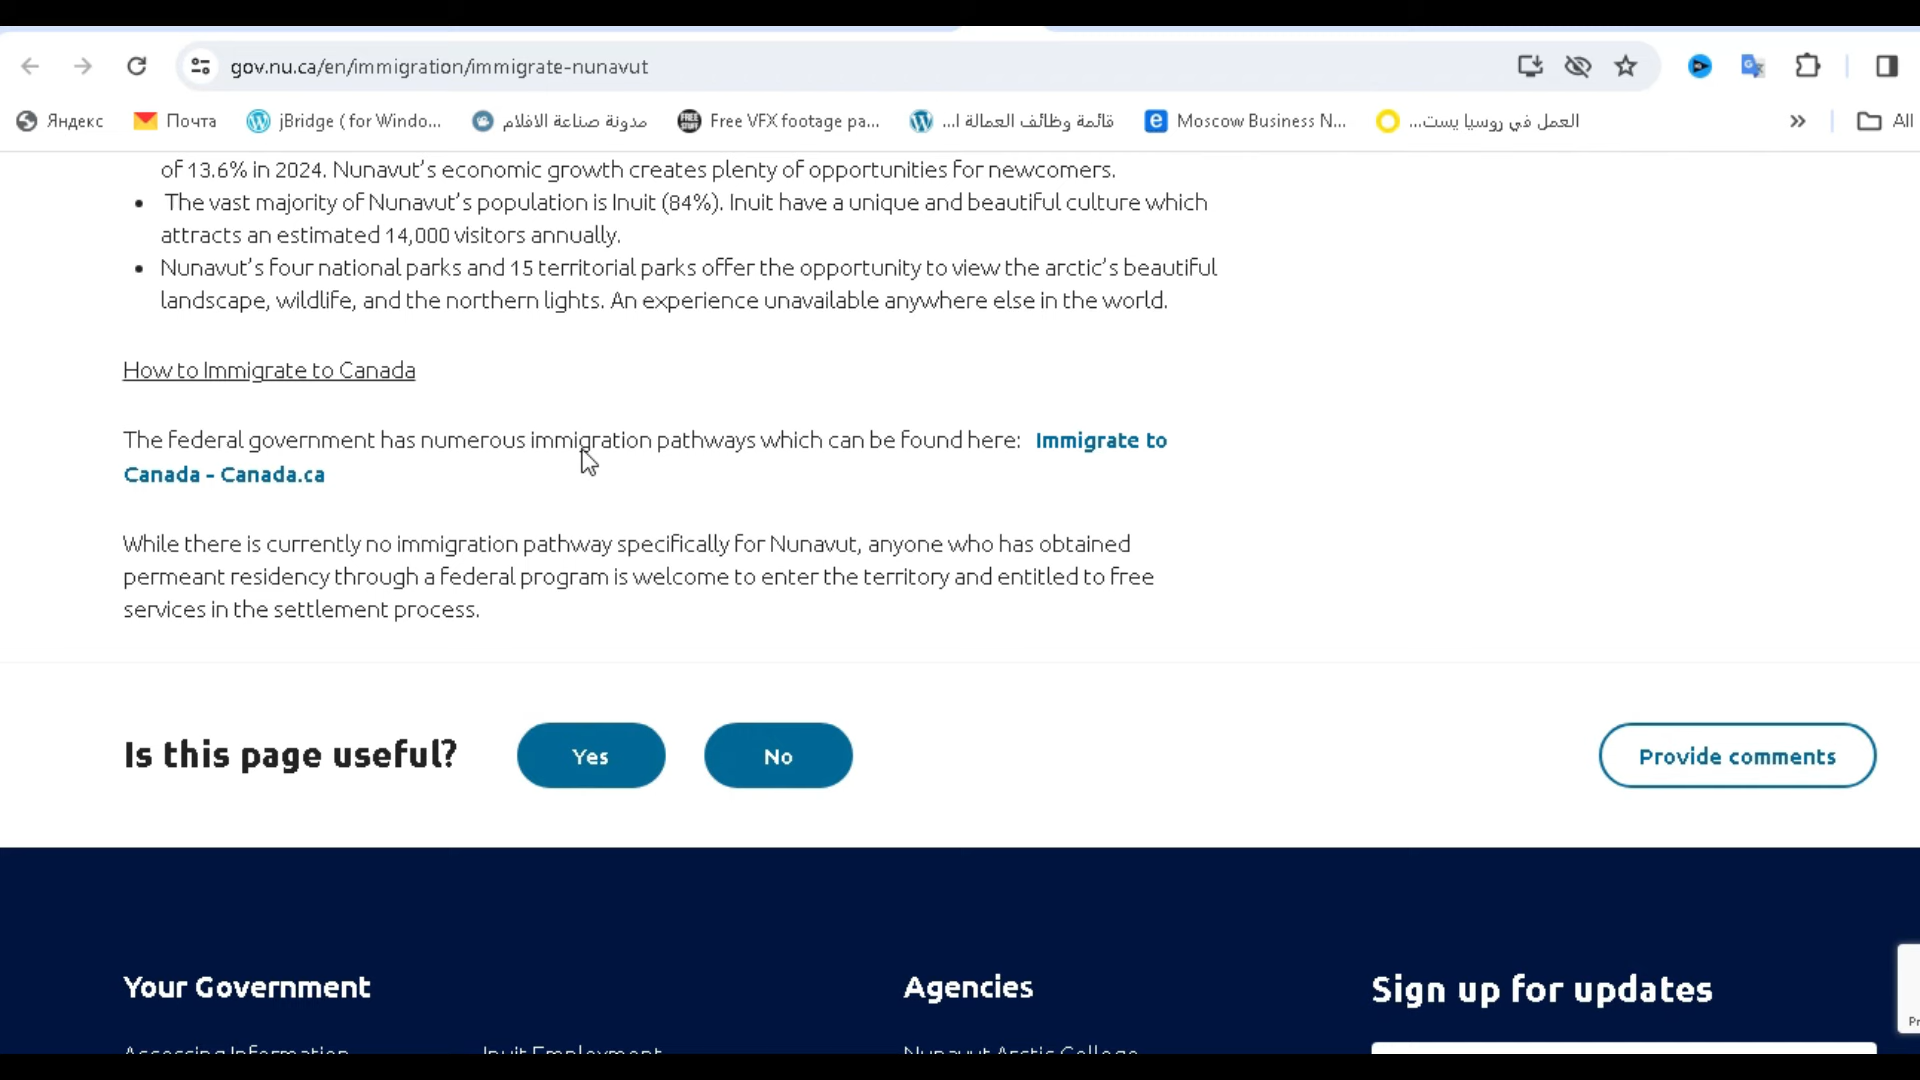 gov.nu.ca/en/immigration/immigrate-nunavut
Яндекс Почта jBridge ( for Windo... مدونة صناعة الافلام Free VFX footage pa... قائمة وظائف العمالة ا... Moscow Business N... العمل في روسيا يست... » All
of 13.6% in 2024. Nunavut's economic growth creates plenty of opportunities for newcomers.
• The vast majority of Nunavut's population is Inuit (84%). Inuit have a unique and beautiful culture which
attracts an estimated 14,000 visitors annually.
• Nunavut's four national parks and 15 territorial parks offer the opportunity to view the arctic's beautiful
landscape, wildlife, and the northern lights. An experience unavailable anywhere else in the world.
How to Immigrate to Canada
The federal government has numerous immigration pathways which can be found here: Immigrate to
Canada - Canada.ca
While there is currently no immigration pathway specifically for Nunavut, anyone who has obtained
permeant residency through a federal program is welcome to enter the territory and entitled to free
services in the settlement process.
Is this page useful? Yes No Provide comments
Your Government Agencies Sign up for updates
Accessing Information Inuit Employment Nunavut Arctic College